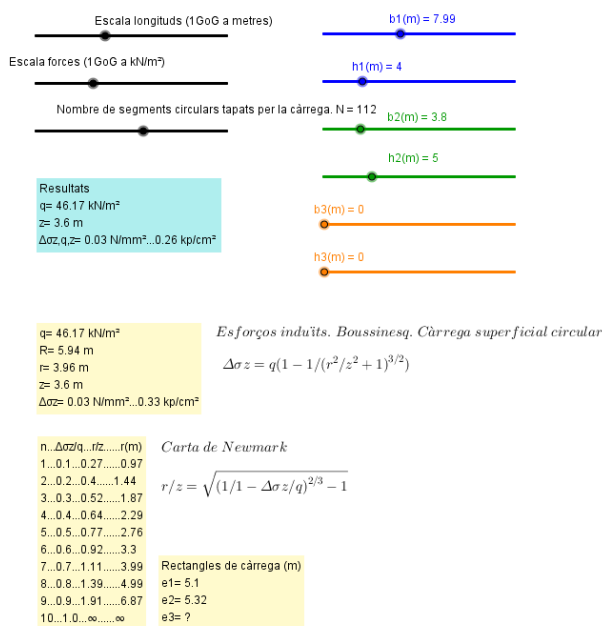 Escala longituds (1GoG a metres)
b1(m) = 7.99
Escala forces (1GoG a kN/m²)
h1(m) = 4
Nombre de segments circulars tapats per la càrrega. N = 112
b2(m) = 3.8
h2(m) = 5
b3(m) = 0
h3(m) = 0
Resultats
q= 46.17 kN/m²
z= 3.6 m
Δσz,q,z= 0.03 N/mm²...0.26 kp/cm²
q= 46.17 kN/m²
R= 5.94 m
r= 3.96 m
z= 3.6 m
Δσz= 0.03 N/mm²...0.33 kp/cm²
Esforços induïts. Boussinesq. Càrrega superficial circular
Δσz = q(1 − 1/(r²/z² + 1)^{3/2})
n...Δσz/q...r/z......r(m)
1...0.1...0.27......0.97
2...0.2...0.4......1.44
3...0.3...0.52......1.87
4...0.4...0.64......2.29
5...0.5...0.77......2.76
6...0.6...0.92......3.3
7...0.7...1.11......3.99
8...0.8...1.39......4.99
9...0.9...1.91......6.87
10...1.0...∞......∞
Carta de Newmark
r/z = √((1/1 − Δσz/q)^{2/3} − 1)
Rectangles de càrrega (m)
e1= 5.1
e2= 5.32
e3= ?